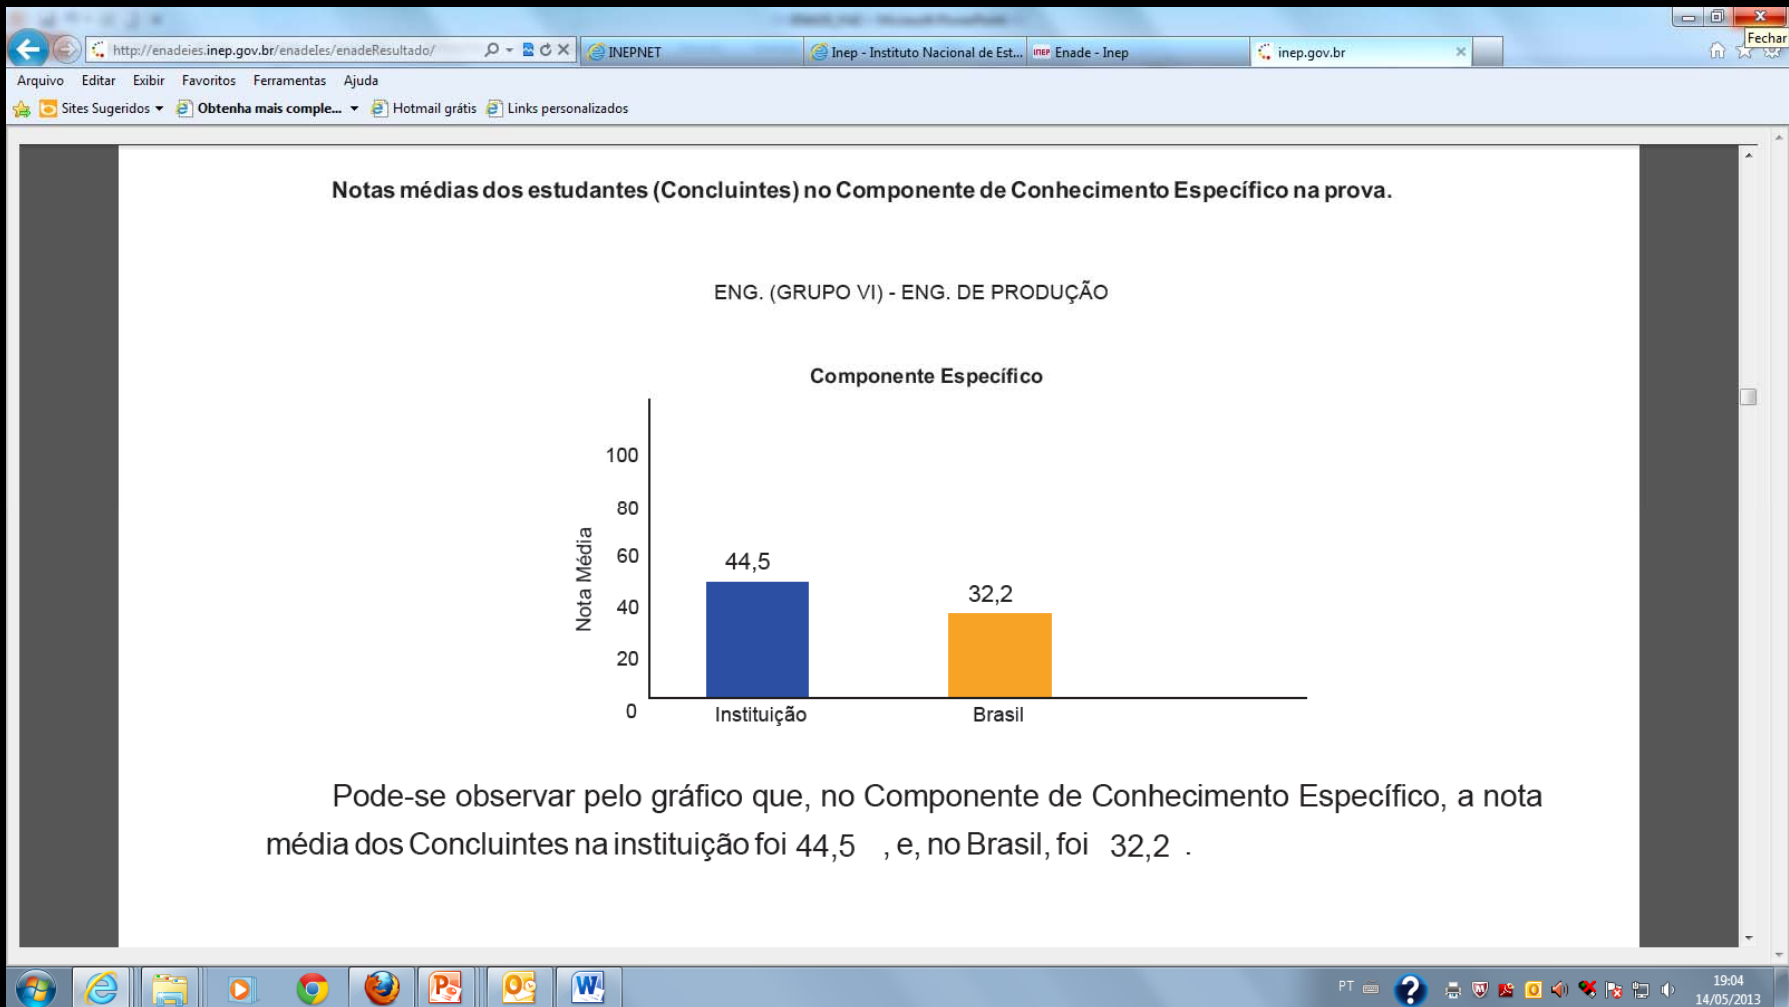 Fechar
http://enadeies.inep.gov.br/enadeIes/enadeResultado/
INEPNET
Inep - Instituto Nacional de Est...
Enade - Inep
inep.gov.br
Arquivo Editar Exibir Favoritos Ferramentas Ajuda
Sites Sugeridos Obtenha mais comple... Hotmail grátis Links personalizados
Notas médias dos estudantes (Concluintes) no Componente de Conhecimento Específico na prova.
ENG. (GRUPO VI) - ENG. DE PRODUÇÃO
Componente Específico
Nota Média
100
80
60
40
20
0
44,5
32,2
Instituição
Brasil
Pode-se observar pelo gráfico que, no Componente de Conhecimento Específico, a nota
média dos Concluintes na instituição foi 44,5 , e, no Brasil, foi 32,2 .
PT
19:04
14/05/2013